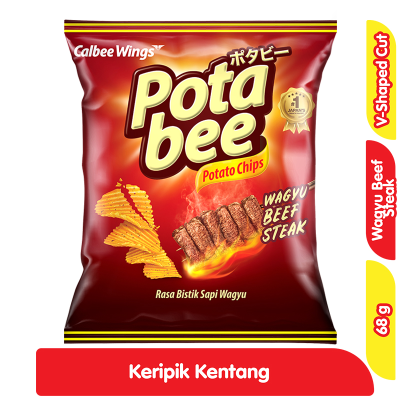 Calbee Wings
ポタビー
Pota
bee
Potato Chips
#1
WAGYU
BEEF
STEAK
Rasa Bistik Sapi Wagyu
V-Shaped Cut
Wagyu Beef
Steak
68 g
Keripik Kentang